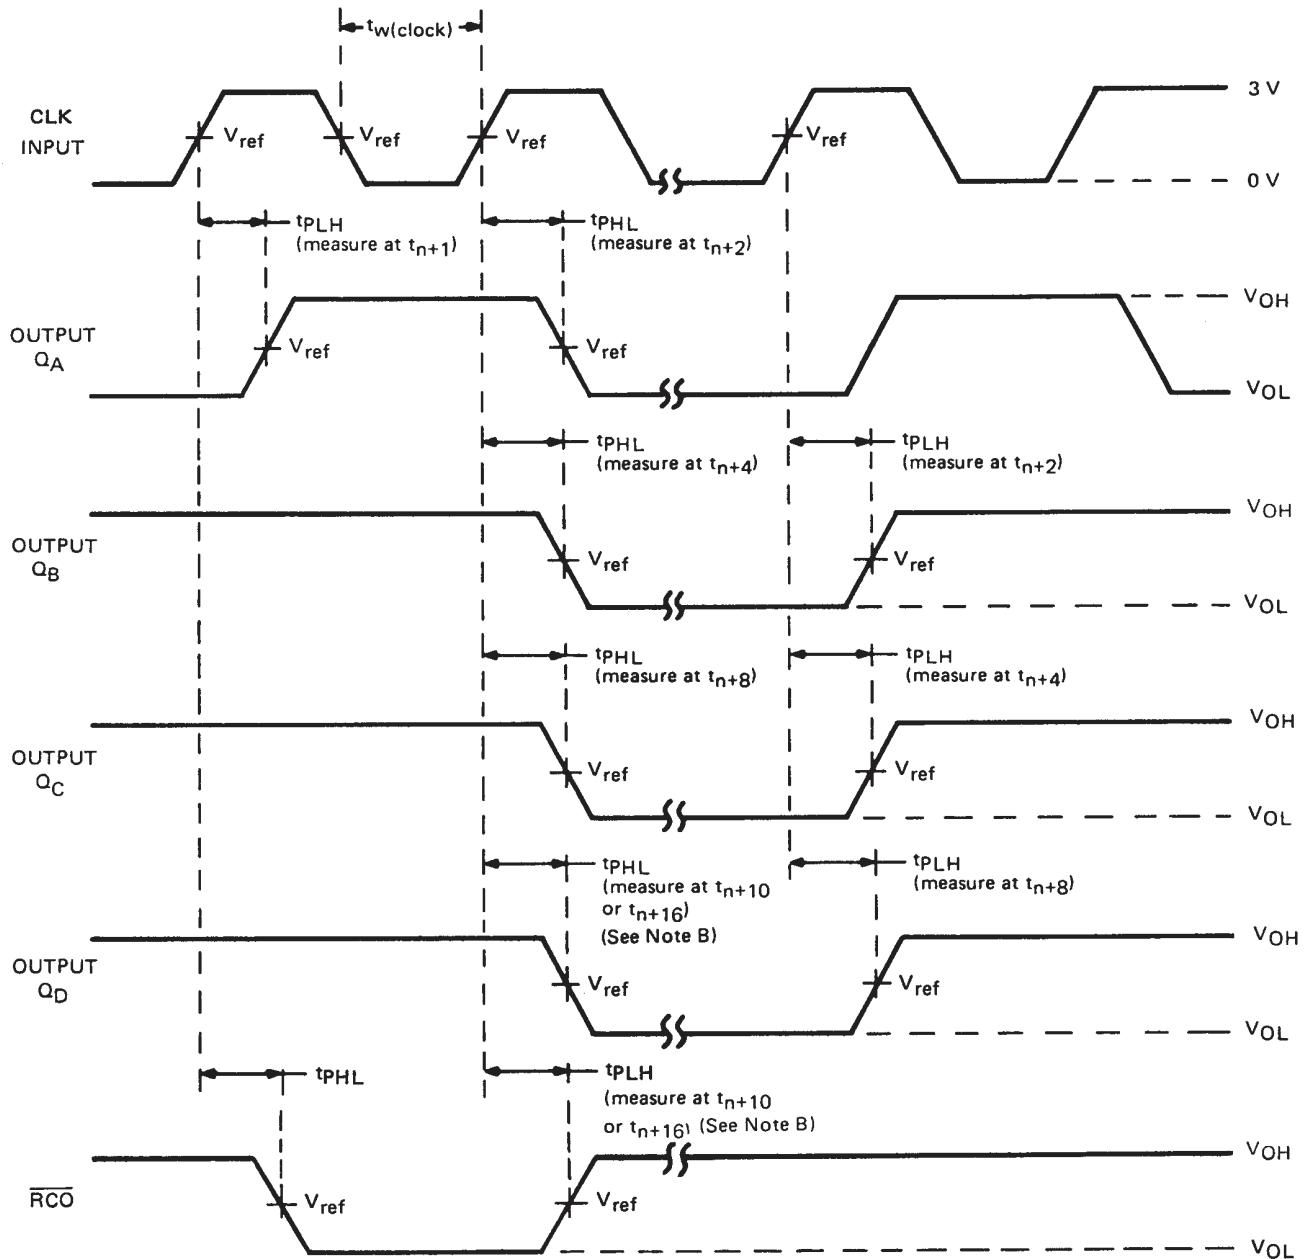 tw(clock)
CLK
INPUT
Vref
Vref
Vref
Vref
3 V
0 V
tPLH
(measure at tn+1)
tPHL
(measure at tn+2)
OUTPUT
QA
Vref
Vref
VOH
VOL
tPHL
(measure at tn+4)
tPLH
(measure at tn+2)
OUTPUT
QB
Vref
Vref
VOH
VOL
tPHL
(measure at tn+8)
tPLH
(measure at tn+4)
OUTPUT
QC
Vref
Vref
VOH
VOL
tPHL
(measure at tn+10
or tn+16)
(See Note B)
tPLH
(measure at tn+8)
OUTPUT
QD
Vref
Vref
VOH
VOL
tPHL
tPLH
(measure at tn+10
or tn+16) (See Note B)
RCO
Vref
Vref
VOH
VOL